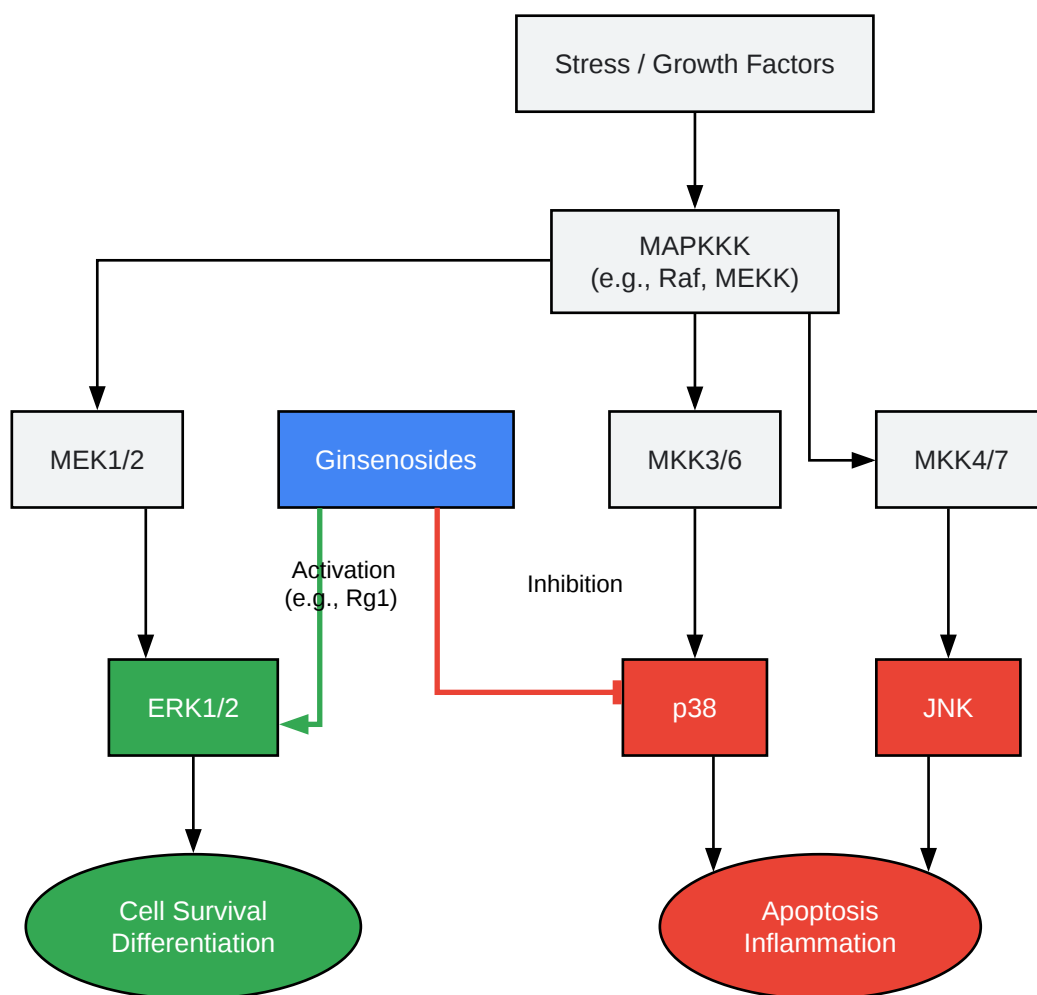 Stress / Growth Factors
MAPKKK
(e.g., Raf, MEKK)
MEK1/2
Ginsenosides
MKK3/6
MKK4/7
Activation
(e.g., Rg1)
Inhibition
ERK1/2
p38
JNK
Cell Survival
Differentiation
Apoptosis
Inflammation